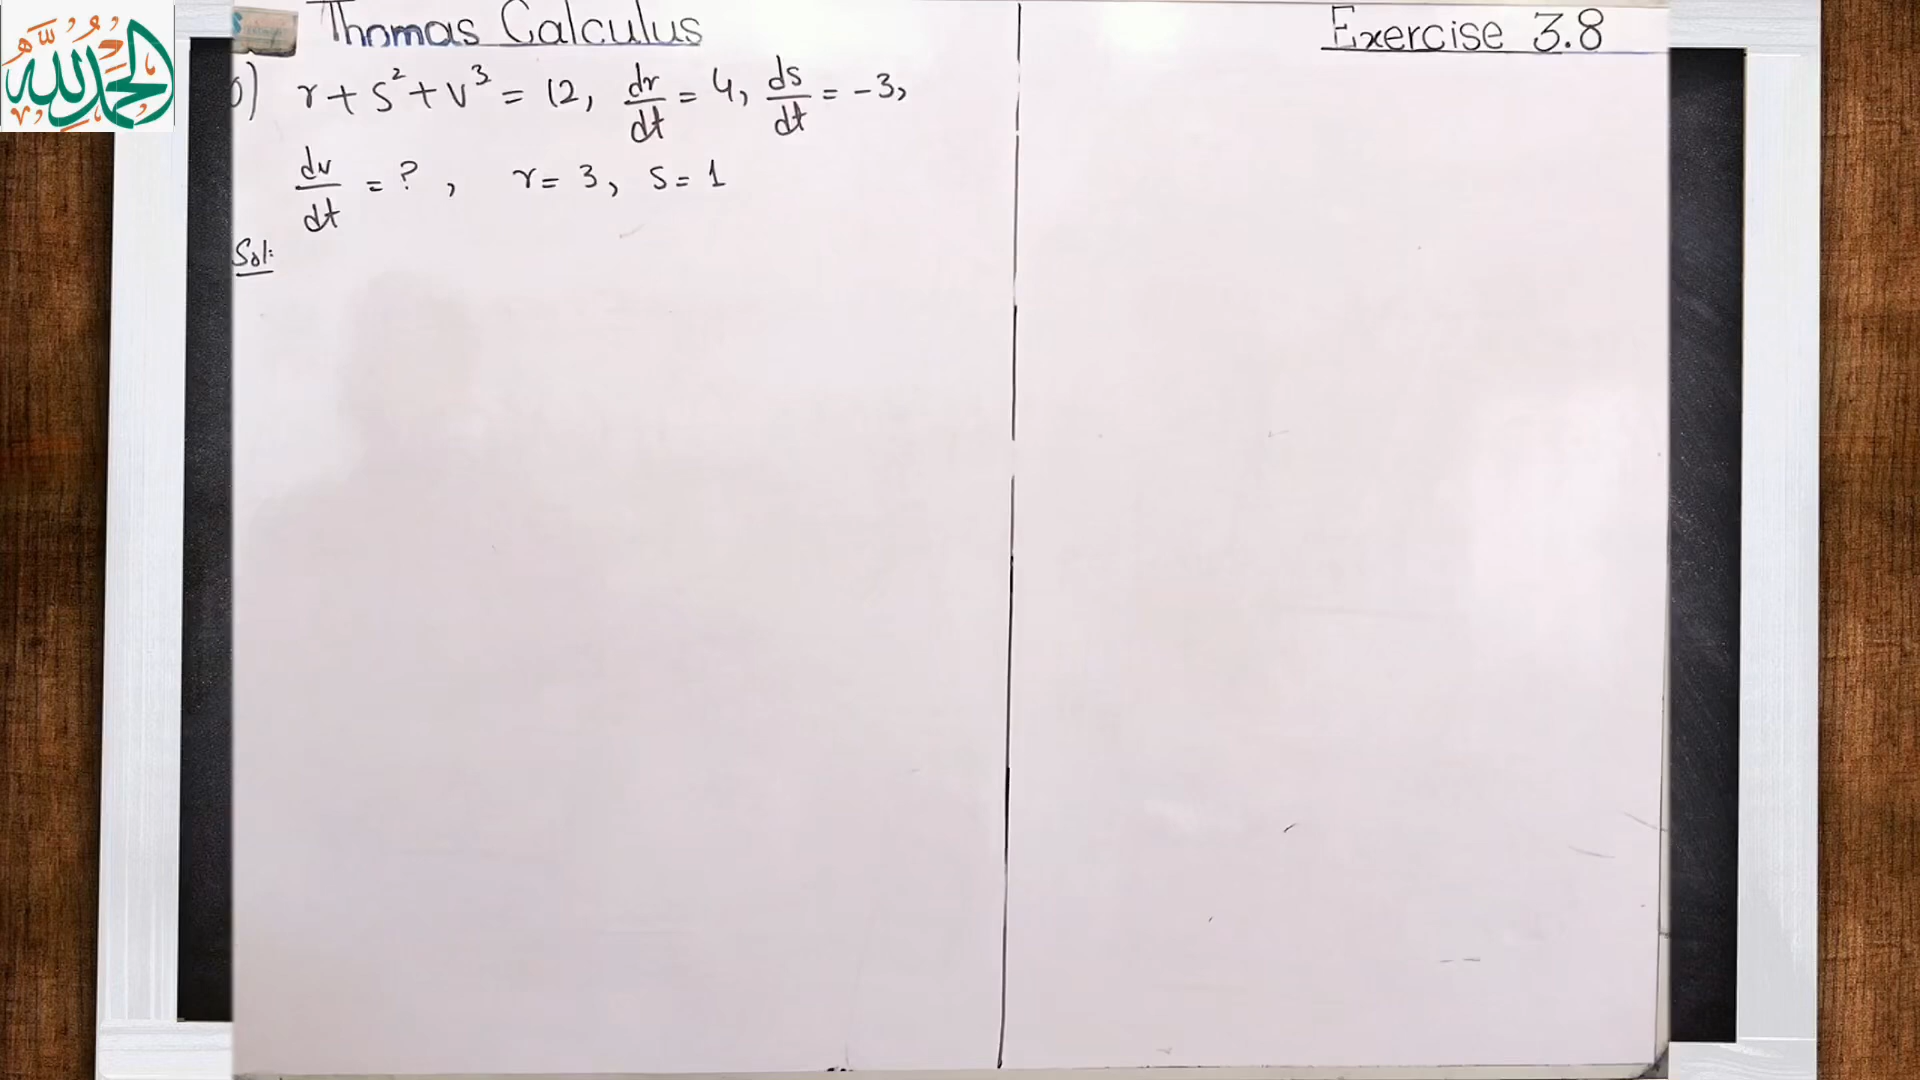 الحمد لله
Thomas Calculus
Exercise 3.8
) r + s² + v³ = 12, dr/dt = 4, ds/dt = -3,
dv/dt = ?, r = 3, s = 1
Sol: